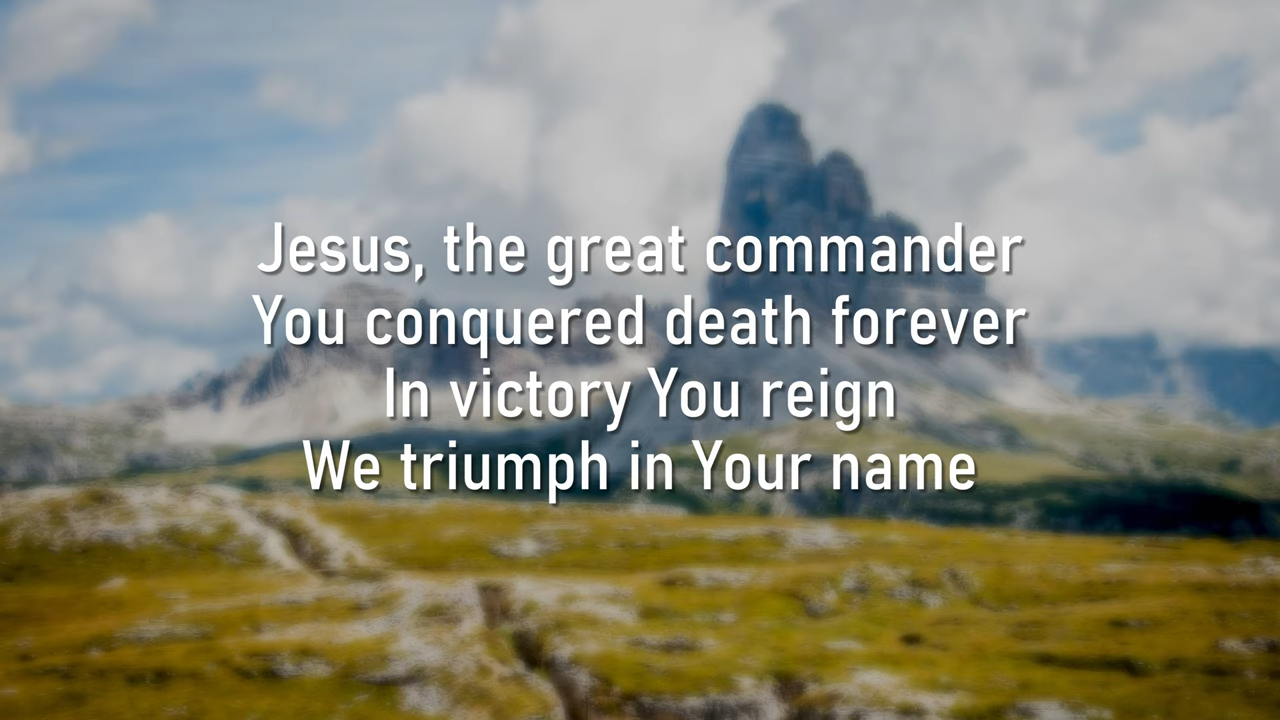 Jesus, the great commander
You conquered death forever
In victory You reign
We triumph in Your name